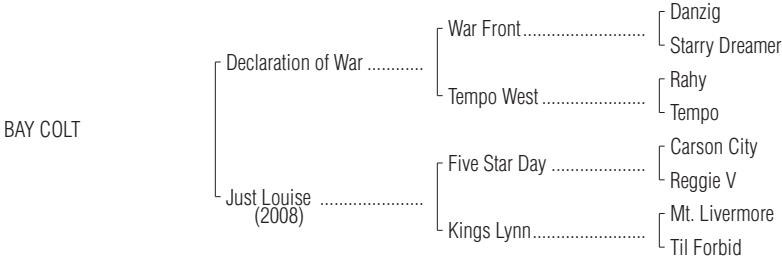 Danzig
War Front........................
Starry Dreamer
Declaration of War ............
Rahy
Tempo West .....................
Tempo
BAY COLT
Carson City
Five Star Day ...................
Reggie V
Just Louise .....................
(2008)
Mt. Livermore
Kings Lynn.......................
Til Forbid